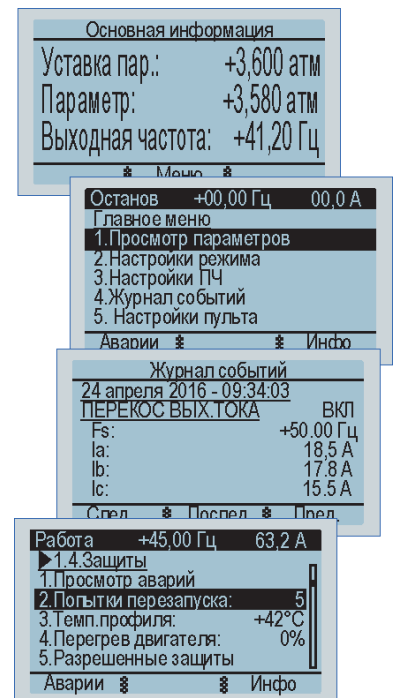 Основная информация
Уставка пар.: +3,600 атм
Параметр: +3,580 атм
Выходная частота: +41,20 Гц
Меню
Останов +00,00 Гц 00,0 А
Главное меню
1.Просмотр параметров
2.Настройки режима
3.Настройки ПЧ
4.Журнал событий
5. Настройки пульта
Аварии Инфо
Журнал событий
24 апреля 2016 - 09:34:03
ПЕРЕКОС ВЫХ.ТОКА ВКЛ
Fs: +50.00 Гц
Ia: 18,5 А
Ib: 17.8 А
Ic: 15.5 А
След. Послед. Пред.
Работа +45,00 Гц 63,2 А
▶1.4.Защиты
1.Просмотр аварий
2.Попытки перезапуска: 5
3.Темп.профиля: +42°С
4.Перегрев двигателя: 0%
5.Разрешенные защиты
Аварии Инфо